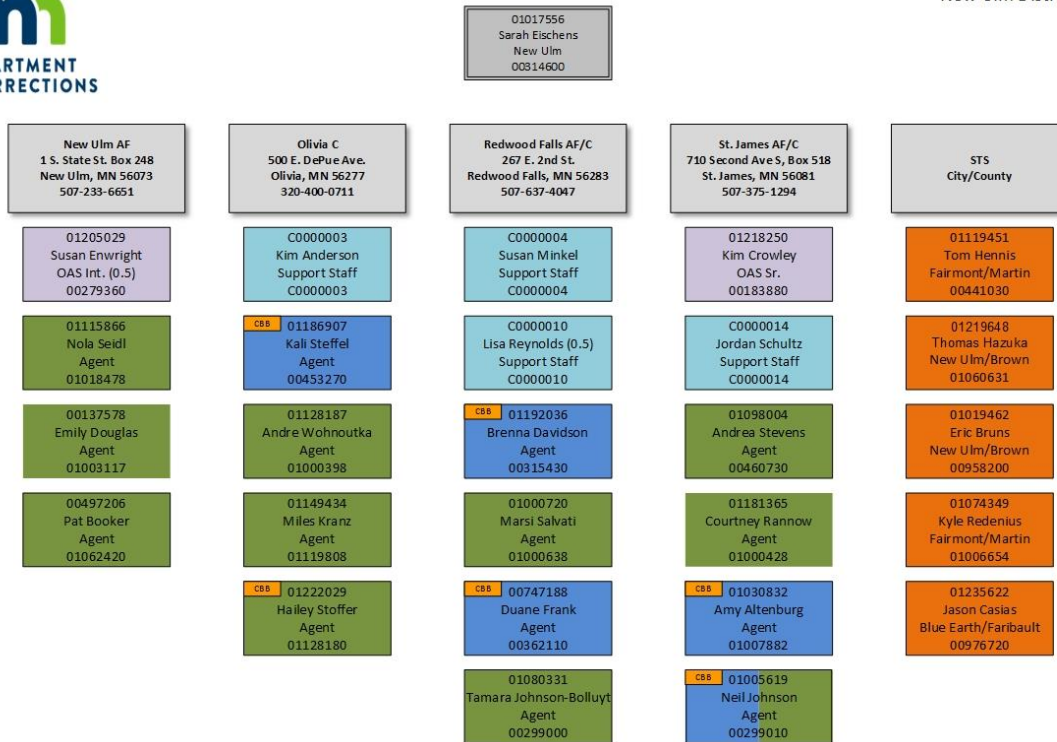 ARTMENT
RRECTIONS
01017556
Sarah Eischens
New Ulm
00314600
New Ulm AF
1 S. State St. Box 248
New Ulm, MN 56073
507-233-6651
Olivia C
500 E. DePue Ave.
Olivia, MN 56277
320-400-0711
Redwood Falls AF/C
267 E. 2nd St.
Redwood Falls, MN 56283
507-637-4047
St. James AF/C
710 Second Ave S, Box 518
St. James, MN 56081
507-375-1294
STS
City/County
01205029
Susan Enwright
OAS Int. (0.5)
00279360
01115866
Nola Seidl
Agent
01018478
00137578
Emily Douglas
Agent
01003117
00497206
Pat Booker
Agent
01062420
C0000003
Kim Anderson
Support Staff
C0000003
CBB 01186907
Kali Steffel
Agent
00453270
01128187
Andre Wohnoutka
Agent
01000398
01149434
Miles Kranz
Agent
01119808
CBB 01222029
Hailey Stoffer
Agent
01128180
C0000004
Susan Minkel
Support Staff
C0000004
C0000010
Lisa Reynolds (0.5)
Support Staff
C0000010
CBB 01192036
Brenna Davidson
Agent
00315430
01000720
Marsi Salvati
Agent
01000638
CBB 00747188
Duane Frank
Agent
00362110
01080331
Tamara Johnson-Bolluyt
Agent
00299000
01218250
Kim Crowley
OAS Sr.
00183880
C0000014
Jordan Schultz
Support Staff
C0000014
01098004
Andrea Stevens
Agent
00460730
01181365
Courtney Rannow
Agent
01000428
CBB 01030832
Amy Altenburg
Agent
01007882
CBB 01005619
Neil Johnson
Agent
00299010
01119451
Tom Hennis
Fairmont/Martin
00441030
01219648
Thomas Hazuka
New Ulm/Brown
01060631
01019462
Eric Bruns
New Ulm/Brown
00958200
01074349
Kyle Redenius
Fairmont/Martin
01006654
01235622
Jason Casias
Blue Earth/Faribault
00976720